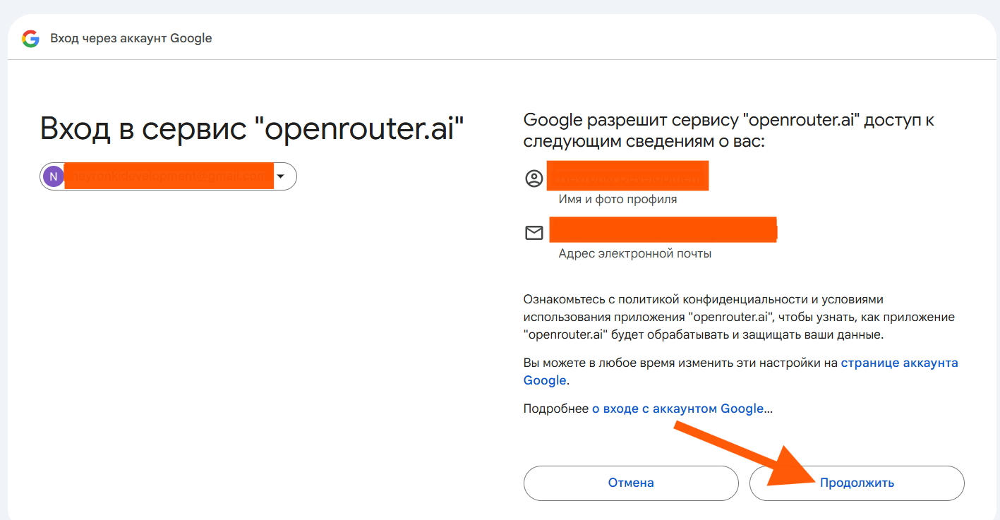 Вход через аккаунт Google
Вход в сервис "openrouter.ai"
N
Google разрешит сервису "openrouter.ai" доступ к
следующим сведениям о вас:
Имя и фото профиля
Адрес электронной почты
Ознакомьтесь с политикой конфиденциальности и условиями
использования приложения "openrouter.ai", чтобы узнать, как приложение
"openrouter.ai" будет обрабатывать и защищать ваши данные.
Вы можете в любое время изменить эти настройки на странице аккаунта
Google.
Подробнее о входе с аккаунтом Google...
Отмена
Продолжить